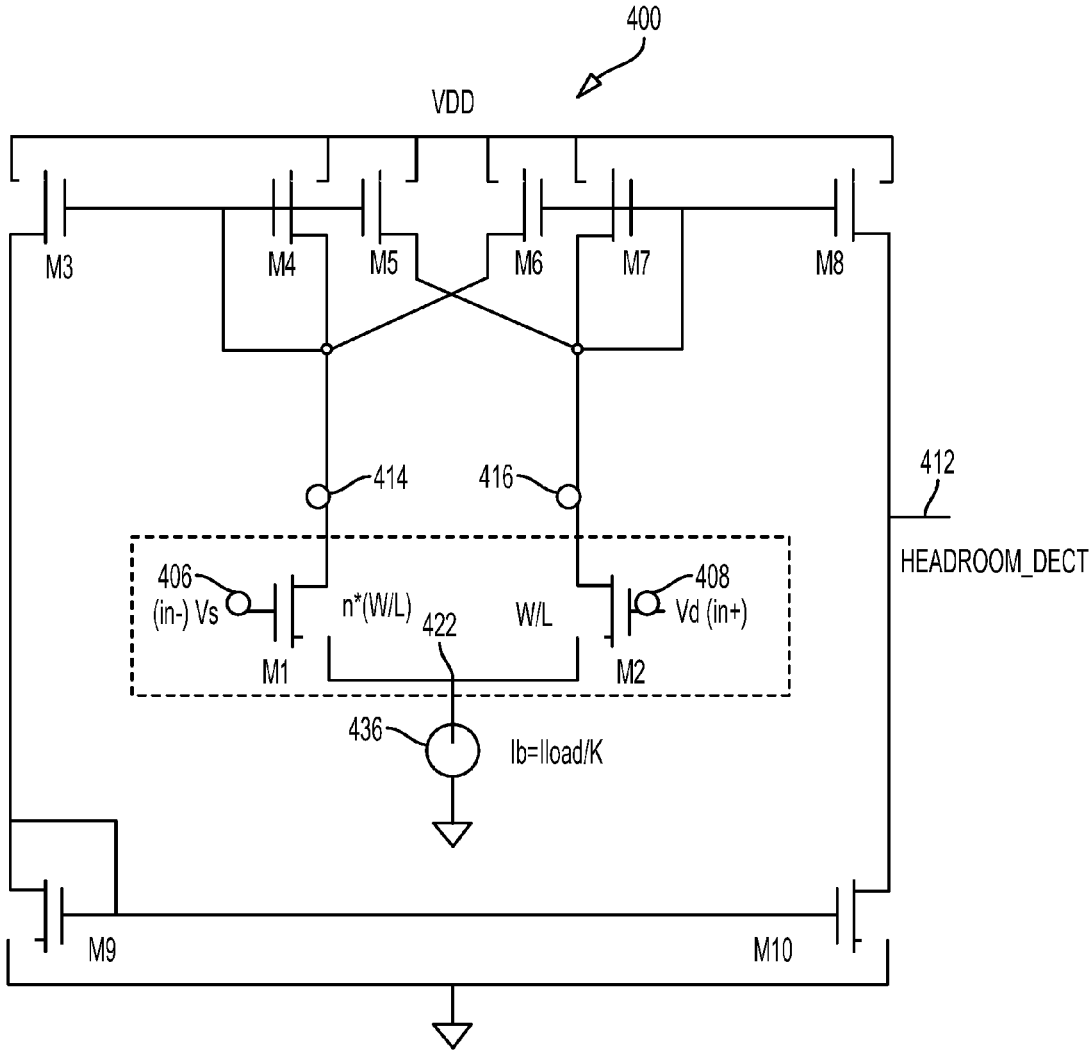 400
VDD
M3
M4
M5
M6
M7
M8
414
416
412
HEADROOM_DECT
406
(in-) Vs
n*(W/L)
W/L
408
Vd (in+)
M1
422
M2
436
Ib=Iload/K
M9
M10